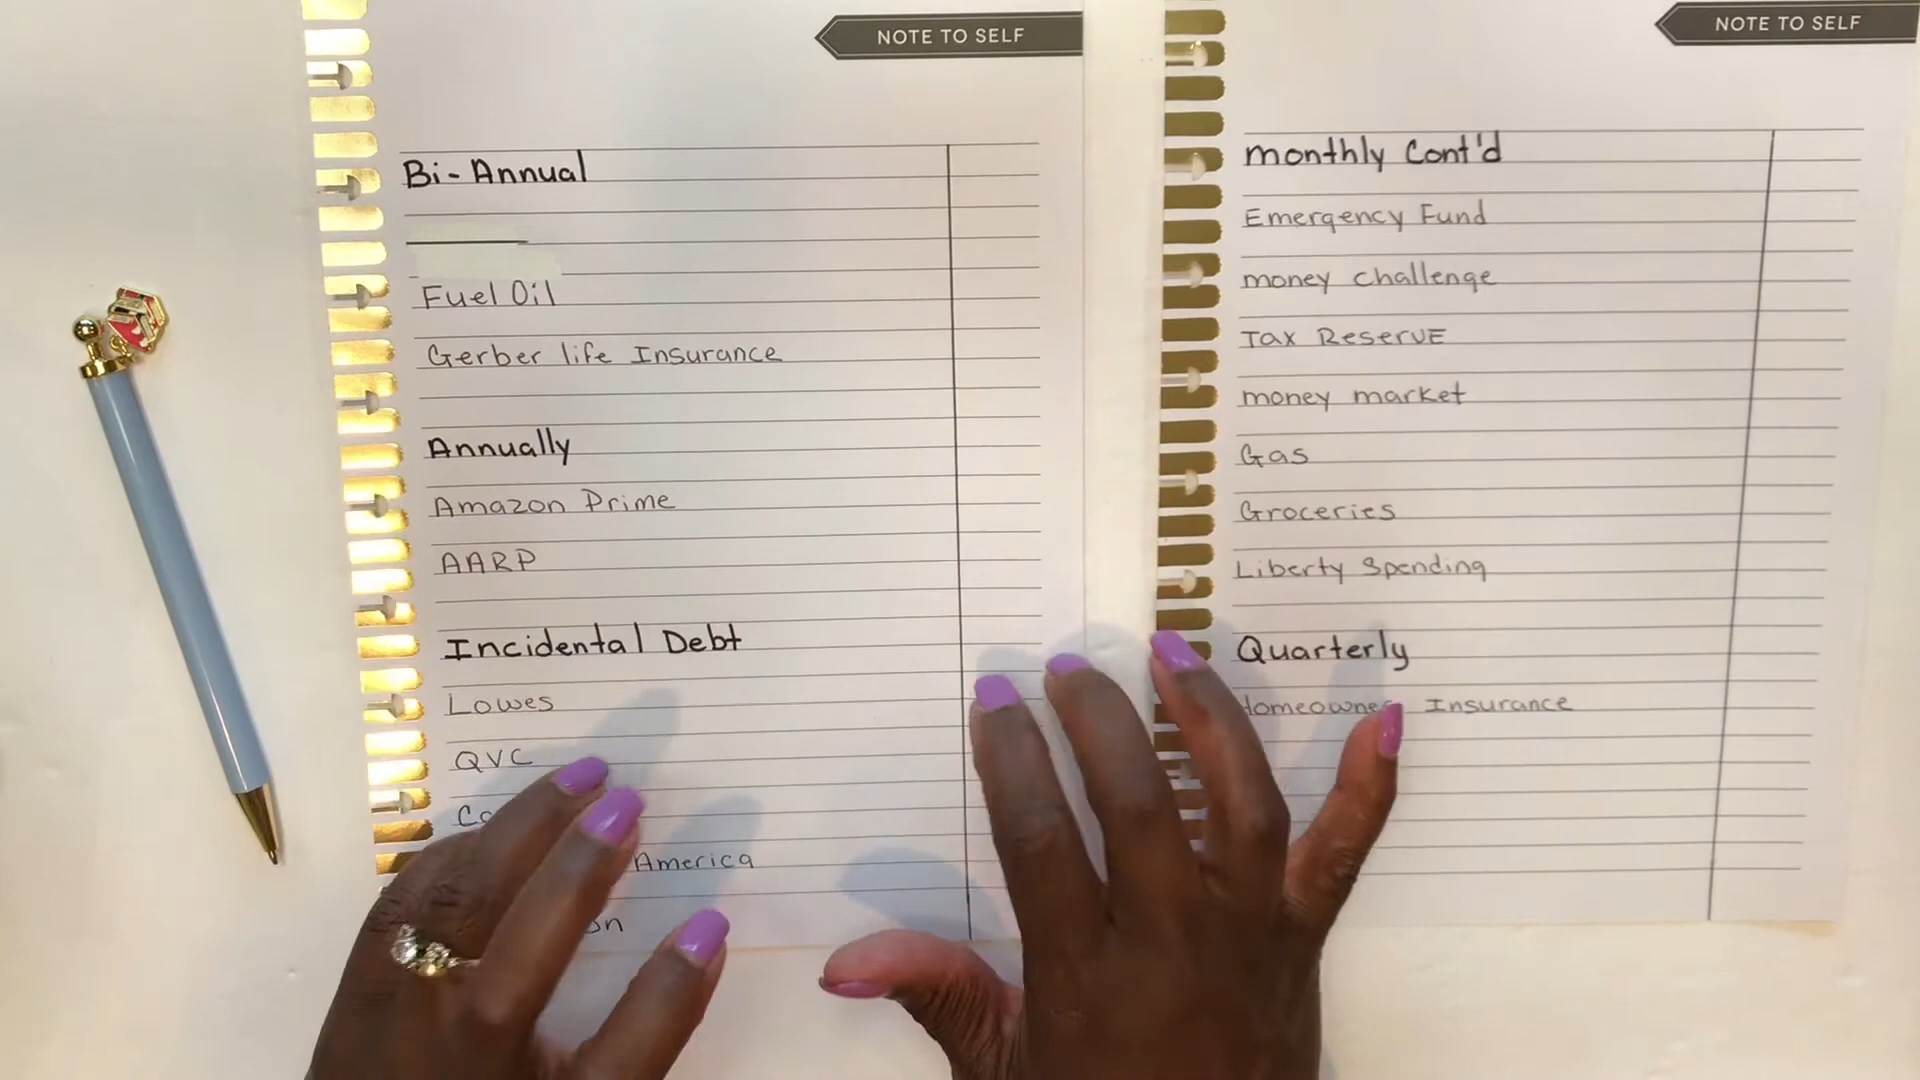 NOTE TO SELF
Bi-Annual
Fuel Oil
Gerber life Insurance
Annually
Amazon Prime
AARP
Incidental Debt
Lowes
QVC
America
NOTE TO SELF
monthly Cont'd
Emergency Fund
money challenge
Tax Reserve
money market
Gas
Groceries
Liberty Spending
Quarterly
Insurance